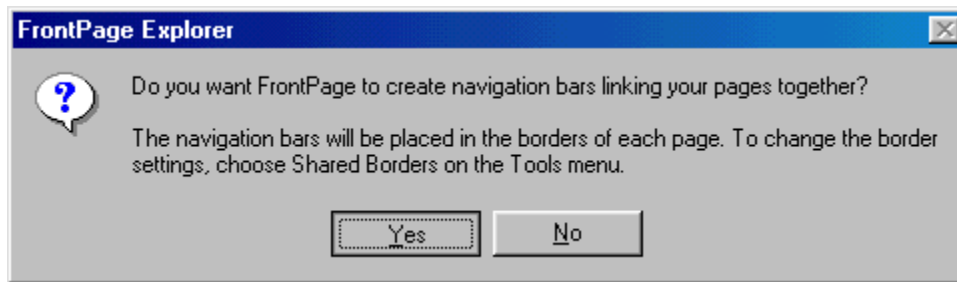 FrontPage Explorer
Do you want FrontPage to create navigation bars linking your pages together?
The navigation bars will be placed in the borders of each page. To change the border
settings, choose Shared Borders on the Tools menu.
Yes No